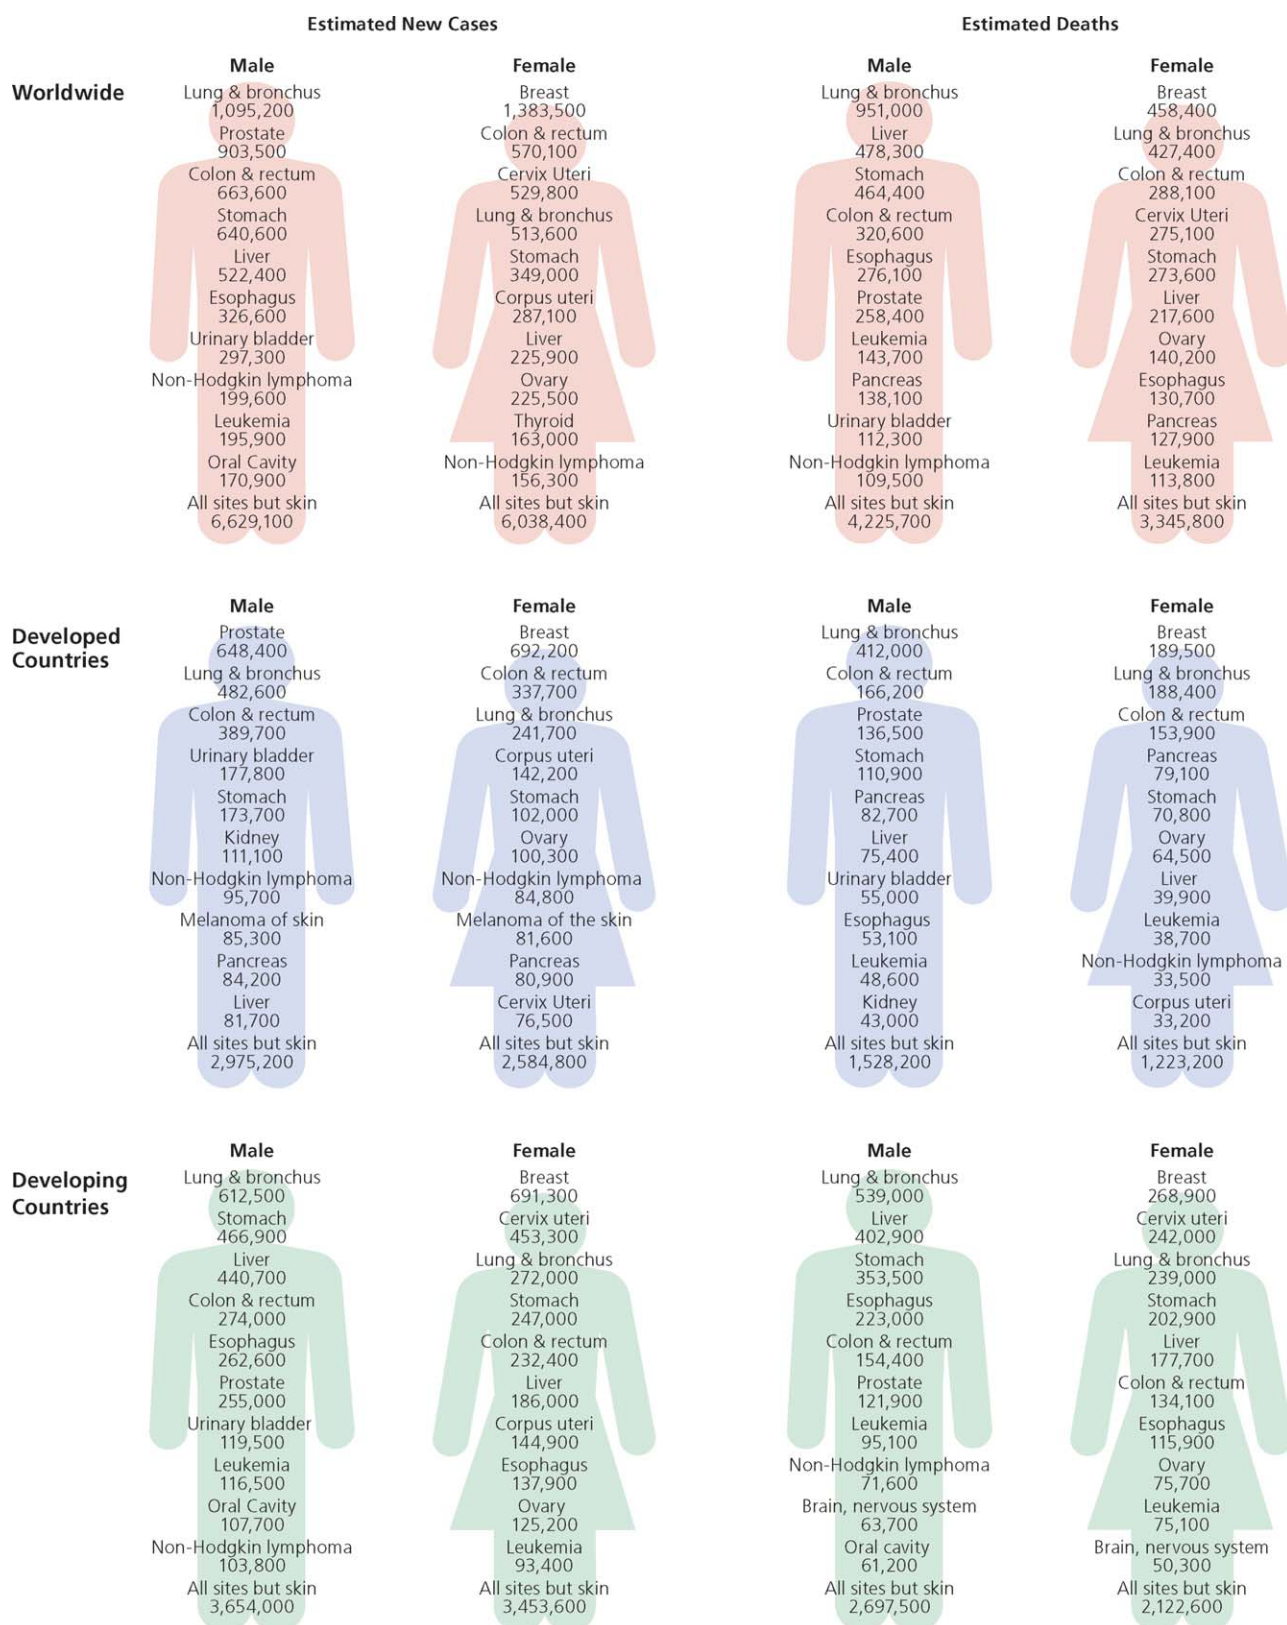 Estimated New Cases
Estimated Deaths
Worldwide
Male
Lung & bronchus
1,095,200
Prostate
903,500
Colon & rectum
663,600
Stomach
640,600
Liver
522,400
Esophagus
326,600
Urinary bladder
297,300
Non-Hodgkin lymphoma
199,600
Leukemia
195,900
Oral Cavity
170,900
All sites but skin
6,629,100
Female
Breast
1,383,500
Colon & rectum
570,100
Cervix Uteri
529,800
Lung & bronchus
513,600
Stomach
349,000
Corpus uteri
287,100
Liver
225,900
Ovary
225,500
Thyroid
163,000
Non-Hodgkin lymphoma
156,300
All sites but skin
6,038,400
Male
Lung & bronchus
951,000
Liver
478,300
Stomach
464,400
Colon & rectum
320,600
Esophagus
276,100
Prostate
258,400
Leukemia
143,700
Pancreas
138,100
Urinary bladder
112,300
Non-Hodgkin lymphoma
109,500
All sites but skin
4,225,700
Female
Breast
458,400
Lung & bronchus
427,400
Colon & rectum
288,100
Cervix Uteri
275,100
Stomach
273,600
Liver
217,600
Ovary
140,200
Esophagus
130,700
Pancreas
127,900
Leukemia
113,800
All sites but skin
3,345,800
Developed
Countries
Male
Prostate
648,400
Lung & bronchus
482,600
Colon & rectum
389,700
Urinary bladder
177,800
Stomach
173,700
Kidney
111,100
Non-Hodgkin lymphoma
95,700
Melanoma of skin
85,300
Pancreas
84,200
Liver
81,700
All sites but skin
2,975,200
Female
Breast
692,200
Colon & rectum
337,700
Lung & bronchus
241,700
Corpus uteri
142,200
Stomach
102,000
Ovary
100,300
Non-Hodgkin lymphoma
84,800
Melanoma of the skin
81,600
Pancreas
80,900
Cervix Uteri
76,500
All sites but skin
2,584,800
Male
Lung & bronchus
412,000
Colon & rectum
166,200
Prostate
136,500
Stomach
110,900
Pancreas
82,700
Liver
75,400
Urinary bladder
55,000
Esophagus
53,100
Leukemia
48,600
Kidney
43,000
All sites but skin
1,528,200
Female
Breast
189,500
Lung & bronchus
188,400
Colon & rectum
153,900
Pancreas
79,100
Stomach
70,800
Ovary
64,500
Liver
39,900
Leukemia
38,700
Non-Hodgkin lymphoma
33,500
Corpus uteri
33,200
All sites but skin
1,223,200
Developing
Countries
Male
Lung & bronchus
612,500
Stomach
466,900
Liver
440,700
Colon & rectum
274,000
Esophagus
262,600
Prostate
255,000
Urinary bladder
119,500
Leukemia
116,500
Oral Cavity
107,700
Non-Hodgkin lymphoma
103,800
All sites but skin
3,654,000
Female
Breast
691,300
Cervix uteri
453,300
Lung & bronchus
272,000
Stomach
247,000
Colon & rectum
232,400
Liver
186,000
Corpus uteri
144,900
Esophagus
137,900
Ovary
125,200
Leukemia
93,400
All sites but skin
3,453,600
Male
Lung & bronchus
539,000
Liver
402,900
Stomach
353,500
Esophagus
223,000
Colon & rectum
154,400
Prostate
121,900
Leukemia
95,100
Non-Hodgkin lymphoma
71,600
Brain, nervous system
63,700
Oral cavity
61,200
All sites but skin
2,697,500
Female
Breast
268,900
Cervix uteri
242,000
Lung & bronchus
239,000
Stomach
202,900
Liver
177,700
Colon & rectum
134,100
Esophagus
115,900
Ovary
75,700
Leukemia
75,100
Brain, nervous system
50,300
All sites but skin
2,122,600